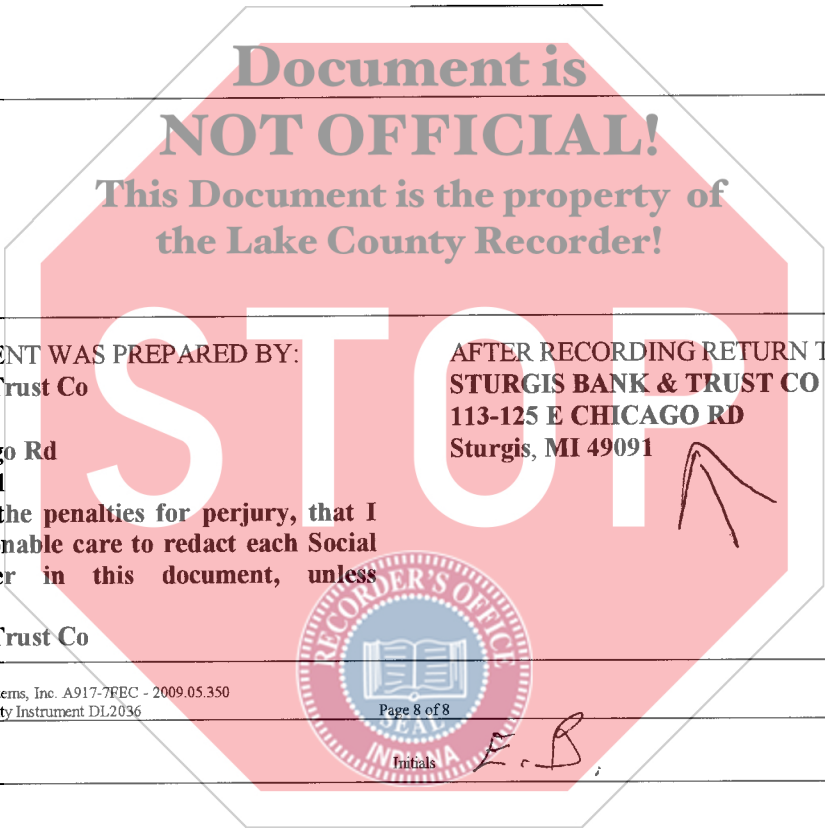 Document is
NOT OFFICIAL!
This Document is the property of
the Lake County Recorder!
STOP
ENT WAS PREPARED BY:
Trust Co
go Rd
the penalties for perjury, that I
nable care to redact each Social
er in this document, unless
Trust Co
AFTER RECORDING RETURN T
STURGIS BANK & TRUST CO
113-125 E CHICAGO RD
Sturgis, MI 49091
RECORDER'S OFFICE
SEAL
INDIANA
ems, Inc. A917-7FEC - 2009.05.350
ty Instrument DL2036
Page 8 of 8
Initials E.B.